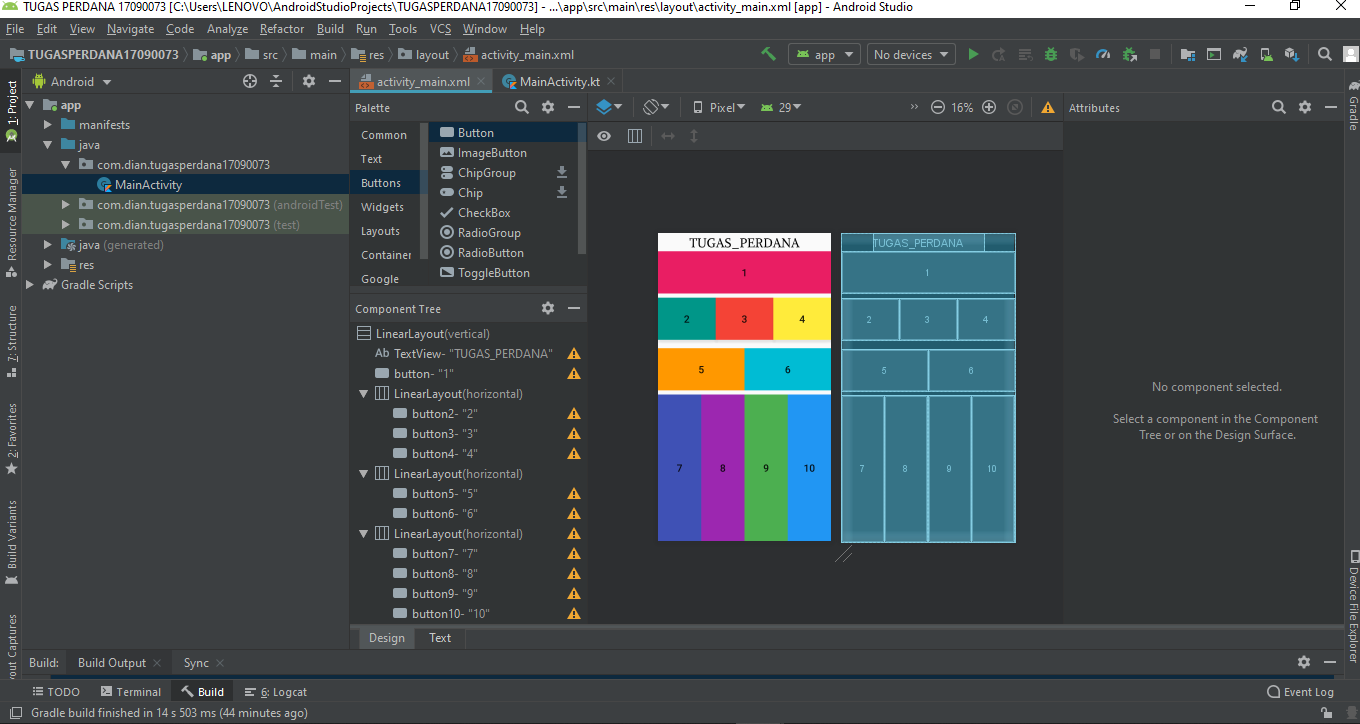 TUGAS PERDANA 17090073 [C:\Users\LENOVO\AndroidStudioProjects\TUGASPERDANA17090073] - ...\app\src\main\res\layout\activity_main.xml [app] - Android Studio
File Edit View Navigate Code Analyze Refactor Build Run Tools VCS Window Help
TUGASPERDANA17090073 app src main res layout activity_main.xml app No devices
1: Project
Resource Manager
7: Structure
2: Favorites
Build Variants
out Captures
Android
app
manifests
java
com.dian.tugasperdana17090073
MainActivity
com.dian.tugasperdana17090073 (androidTest)
com.dian.tugasperdana17090073 (test)
java (generated)
res
Gradle Scripts
activity_main.xml MainActivity.kt
Palette
Common
Text
Buttons
Widgets
Layouts
Container
Google
Button
ImageButton
ChipGroup
Chip
CheckBox
RadioGroup
RadioButton
ToggleButton
Component Tree
LinearLayout(vertical)
Ab TextView- "TUGAS_PERDANA"
button- "1"
LinearLayout(horizontal)
button2- "2"
button3- "3"
button4- "4"
LinearLayout(horizontal)
button5- "5"
button6- "6"
LinearLayout(horizontal)
button7- "7"
button8- "8"
button9- "9"
button10- "10"
Pixel 29 » 16%
TUGAS_PERDANA
1
2 3 4
5 6
7 8 9 10
TUGAS_PERDANA
1
2 3 4
5 6
7 8 9 10
Design Text
Attributes
No component selected.
Select a component in the Component
Tree or on the Design Surface.
Gradle
Device File Explorer
Build: Build Output Sync
TODO Terminal Build 6: Logcat Event Log
Gradle build finished in 14 s 503 ms (44 minutes ago)